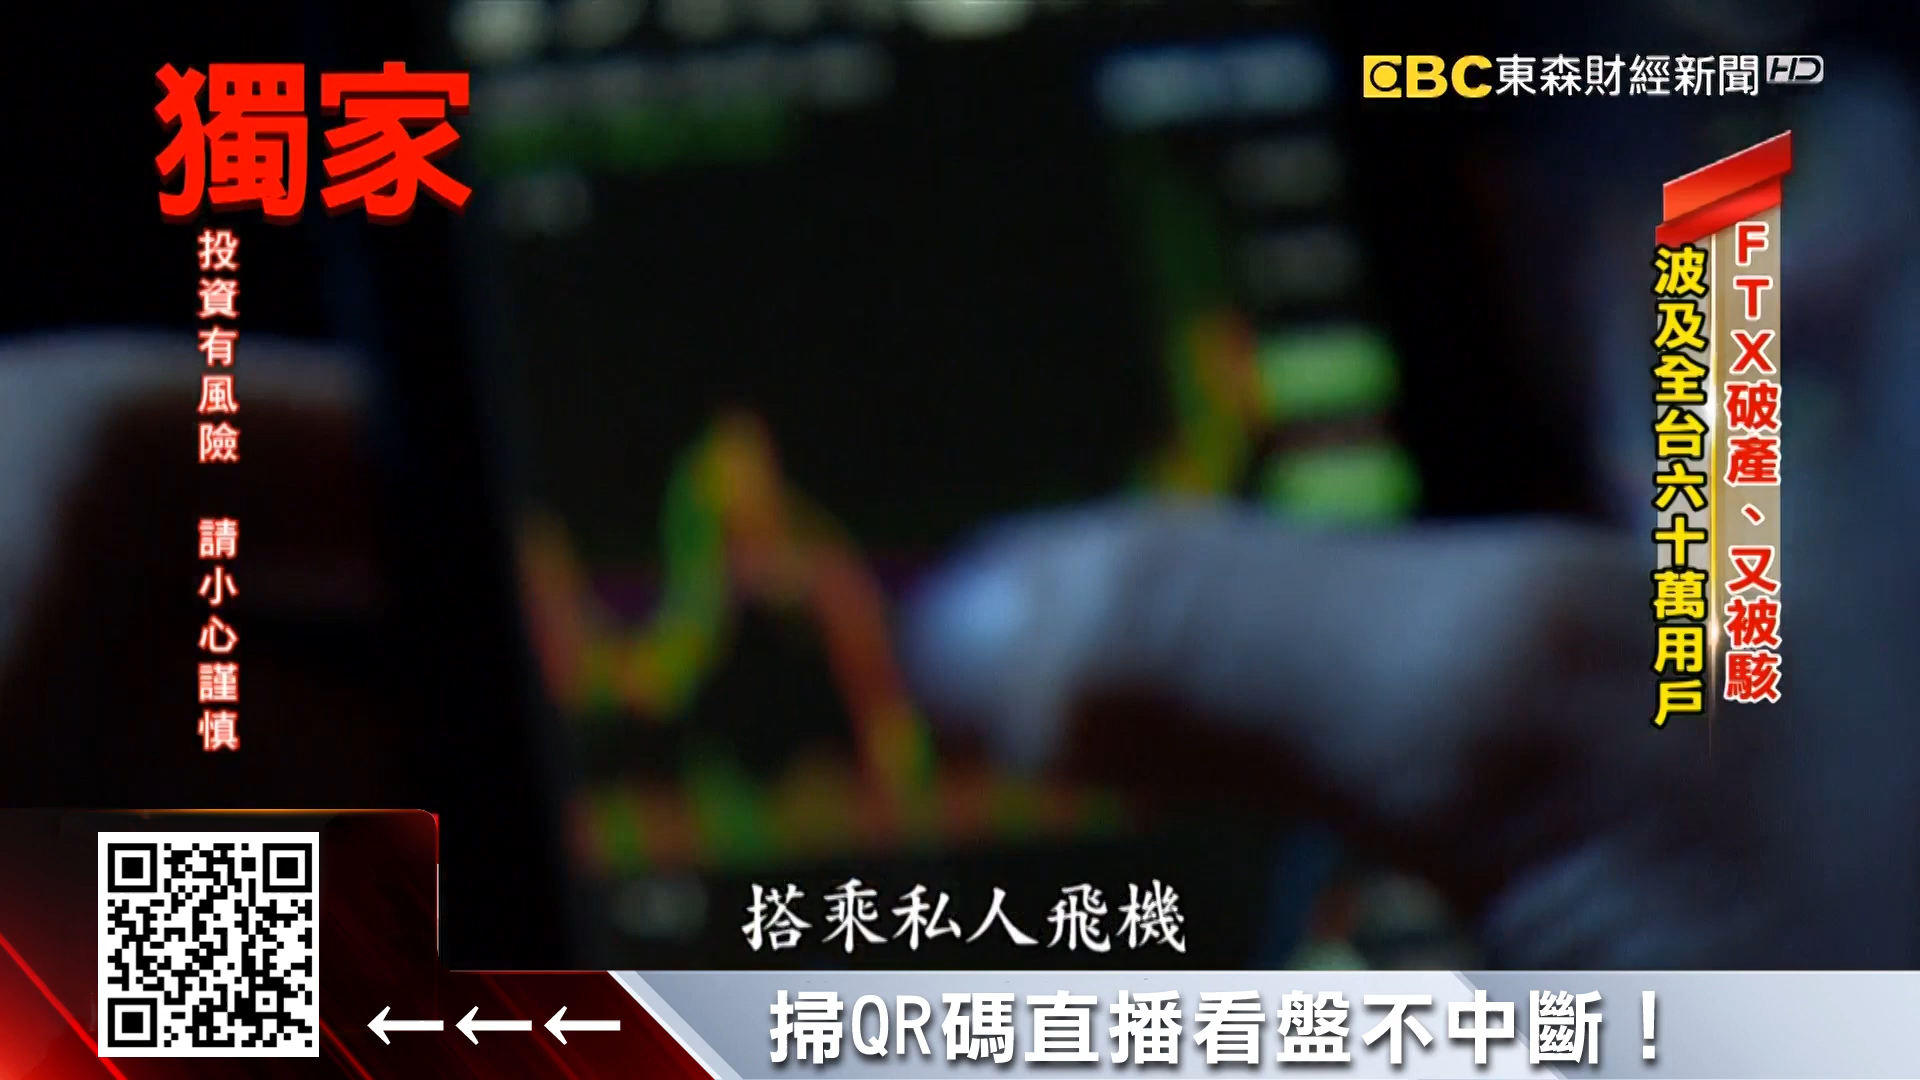 獨家
EBC東森財經新聞HD
投資有風險 請小心謹慎
FTX破產、又被駭
波及全台六十萬用戶
搭乘私人飛機
←←←
掃QR碼直播看盤不中斷！